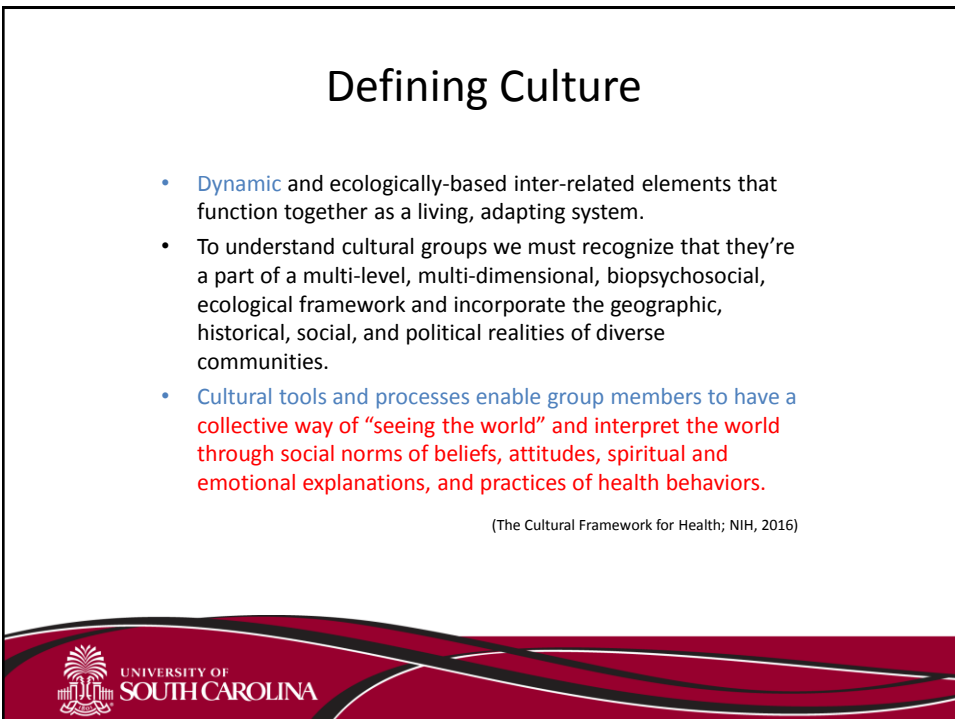 Defining Culture
• Dynamic and ecologically-based inter-related elements that
function together as a living, adapting system.
• To understand cultural groups we must recognize that they’re
a part of a multi-level, multi-dimensional, biopsychosocial,
ecological framework and incorporate the geographic,
historical, social, and political realities of diverse
communities.
• Cultural tools and processes enable group members to have a
collective way of “seeing the world” and interpret the world
through social norms of beliefs, attitudes, spiritual and
emotional explanations, and practices of health behaviors.
(The Cultural Framework for Health; NIH, 2016)
UNIVERSITY OF
SOUTH CAROLINA